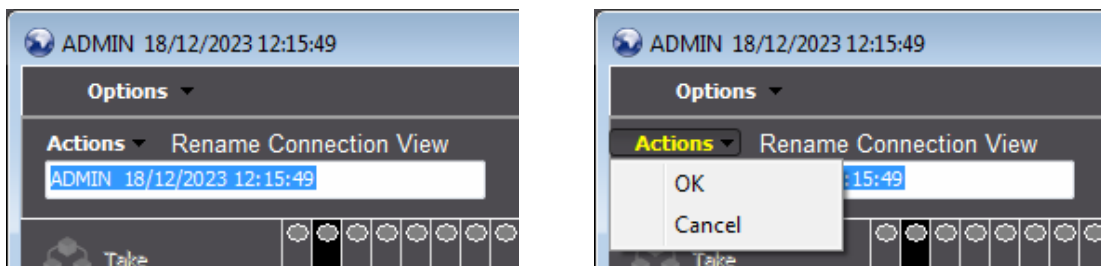 ADMIN 18/12/2023 12:15:49
Options
Actions Rename Connection View
ADMIN 18/12/2023 12:15:49
Take
ADMIN 18/12/2023 12:15:49
Options
Actions Rename Connection View
15:49
OK
Cancel
Take